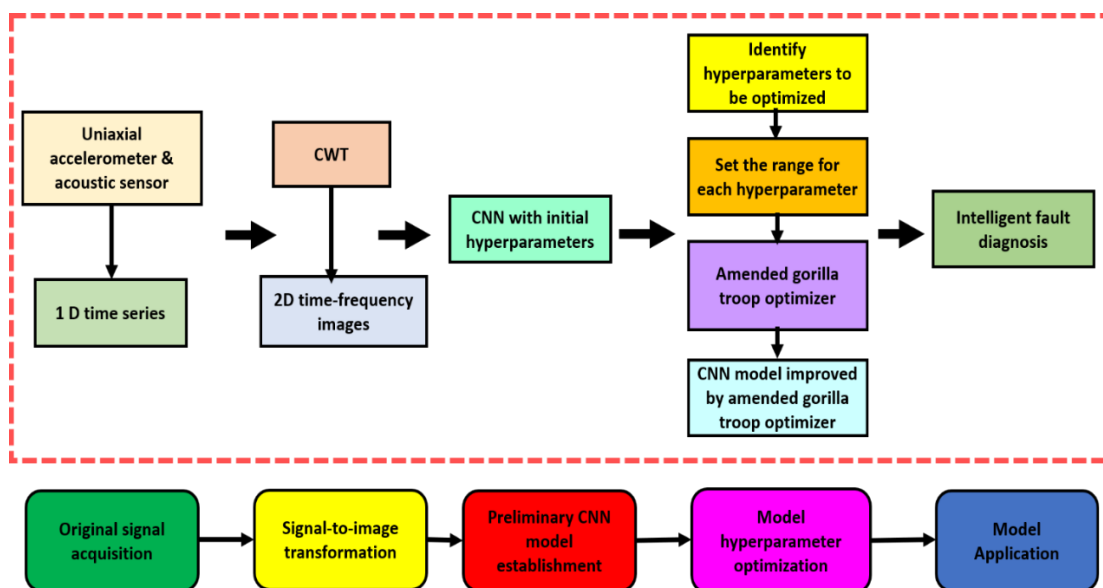 Uniaxial
accelerometer &
acoustic sensor
1 D time series
CWT
2D time-frequency
images
CNN with initial
hyperparameters
Identify
hyperparameters to
be optimized
Set the range for
each hyperparameter
Amended gorilla
troop optimizer
CNN model improved
by amended gorilla
troop optimizer
Intelligent fault
diagnosis
Original signal
acquisition
Signal-to-image
transformation
Preliminary CNN
model
establishment
Model
hyperparameter
optimization
Model
Application